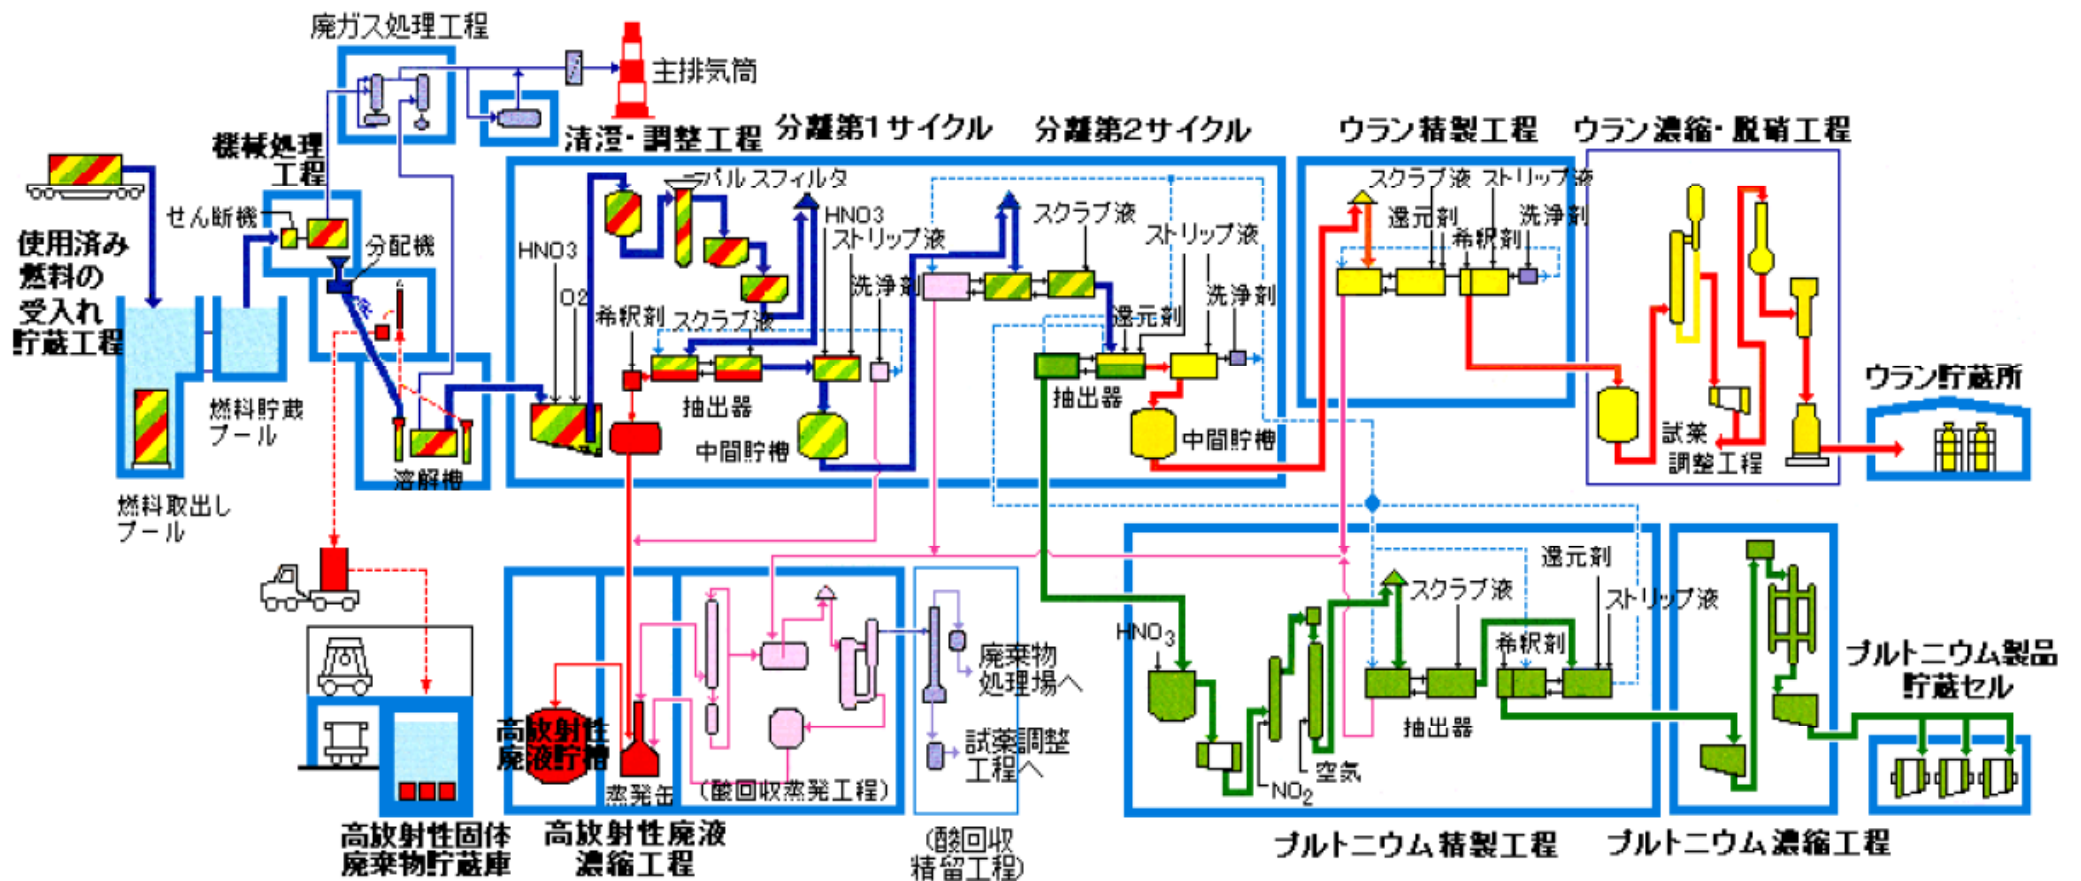 廃ガス処理工程
主排気筒
機械処理
工程
せん断機
分配機
使用済み
燃料の
受入れ
貯蔵工程
燃料貯蔵
プール
燃料取出し
プール
溶解槽
清澄・調整工程
分離第1サイクル
分離第2サイクル
パルスフィルタ
HNO3
O2
希釈剤
スクラブ液
HNO3
ストリップ液
洗浄剤
抽出器
中間貯槽
スクラブ液
ストリップ液
還元剤
洗浄剤
抽出器
中間貯槽
ウラン精製工程
スクラブ液
ストリップ液
還元剤
希釈剤
洗浄剤
ウラン濃縮・脱硝工程
試薬
調整工程
ウラン貯蔵所
高放射性固体
廃棄物貯蔵庫
高放射性
廃液貯槽
蒸発缶
高放射性廃液
濃縮工程
(酸回収蒸発工程)
廃棄物
処理場へ
試薬調整
工程へ
(酸回収
精留工程)
HNO3
NO2
空気
スクラブ液
還元剤
ストリップ液
希釈剤
抽出器
プルトニウム精製工程
プルトニウム濃縮工程
プルトニウム製品
貯蔵セル